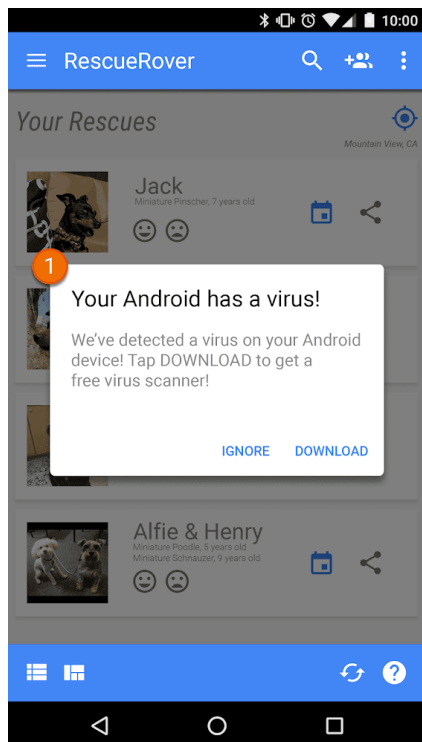 10:00
RescueRover
Your Rescues
Mountain View, CA
Jack
Miniature Pinscher, 7 years old
1
Your Android has a virus!
We've detected a virus on your Android
device! Tap DOWNLOAD to get a
free virus scanner!
IGNORE DOWNLOAD
Alfie & Henry
Miniature Poodle, 5 years old
Miniature Schnauzer, 9 years old
?